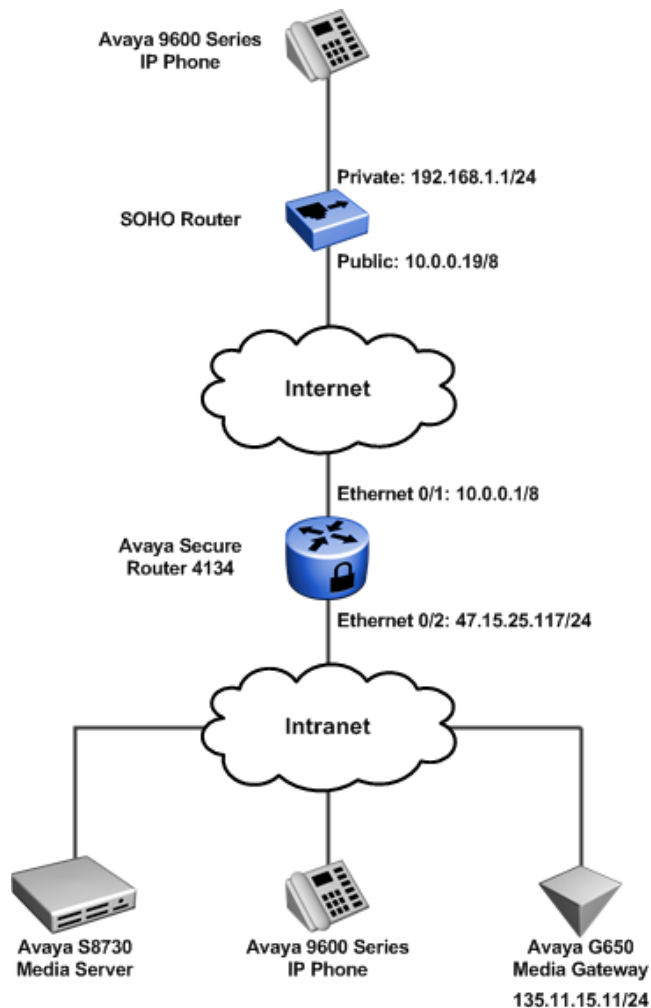 Avaya 9600 Series
IP Phone
Private: 192.168.1.1/24
SOHO Router
Public: 10.0.0.19/8
Internet
Ethernet 0/1: 10.0.0.1/8
Avaya Secure
Router 4134
Ethernet 0/2: 47.15.25.117/24
Intranet
Avaya S8730
Media Server
Avaya 9600 Series
IP Phone
Avaya G650
Media Gateway
135.11.15.11/24